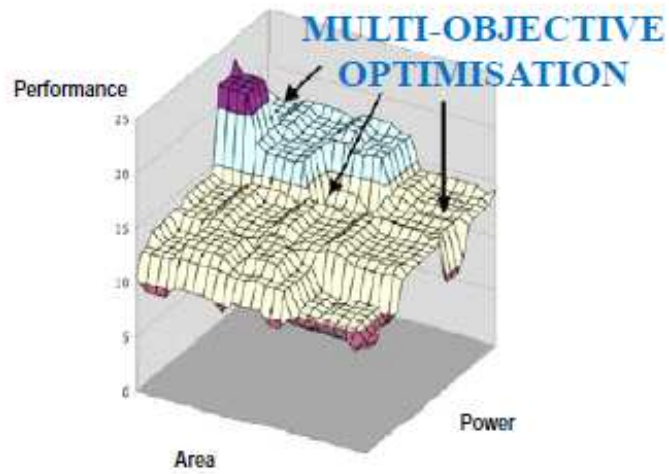 MULTI-OBJECTIVE
OPTIMISATION
Performance
25
20
15
10
5
0
Power
Area